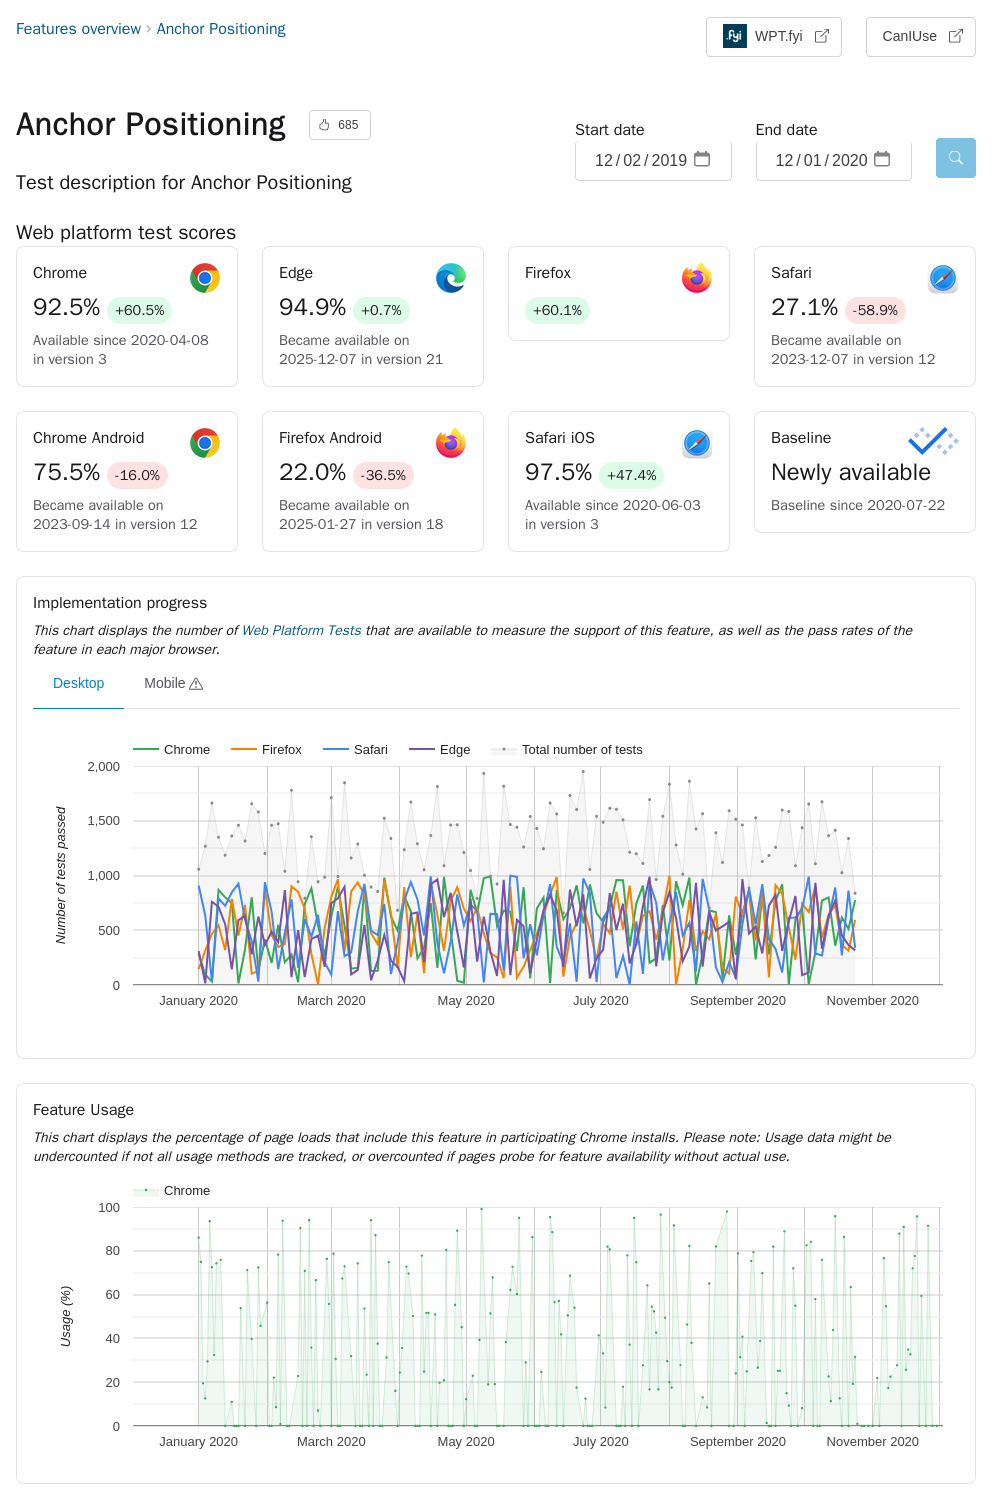 Features overview › Anchor Positioning
.fyi WPT.fyi
CanIUse
Anchor Positioning
685
Start date
12/02/2019
End date
12/01/2020
Test description for Anchor Positioning
Web platform test scores
Chrome
92.5% +60.5%
Available since 2020-04-08
in version 3
Edge
94.9% +0.7%
Became available on
2025-12-07 in version 21
Firefox
+60.1%
Safari
27.1% -58.9%
Became available on
2023-12-07 in version 12
Chrome Android
75.5% -16.0%
Became available on
2023-09-14 in version 12
Firefox Android
22.0% -36.5%
Became available on
2025-01-27 in version 18
Safari iOS
97.5% +47.4%
Available since 2020-06-03
in version 3
Baseline
Newly available
Baseline since 2020-07-22
Implementation progress
This chart displays the number of Web Platform Tests that are available to measure the support of this feature, as well as the pass rates of the
feature in each major browser.
Desktop
Mobile
Chrome Firefox Safari Edge Total number of tests
Number of tests passed
2,000
1,500
1,000
500
0
January 2020 March 2020 May 2020 July 2020 September 2020 November 2020
Feature Usage
This chart displays the percentage of page loads that include this feature in participating Chrome installs. Please note: Usage data might be
undercounted if not all usage methods are tracked, or overcounted if pages probe for feature availability without actual use.
Chrome
Usage (%)
100
80
60
40
20
0
January 2020 March 2020 May 2020 July 2020 September 2020 November 2020